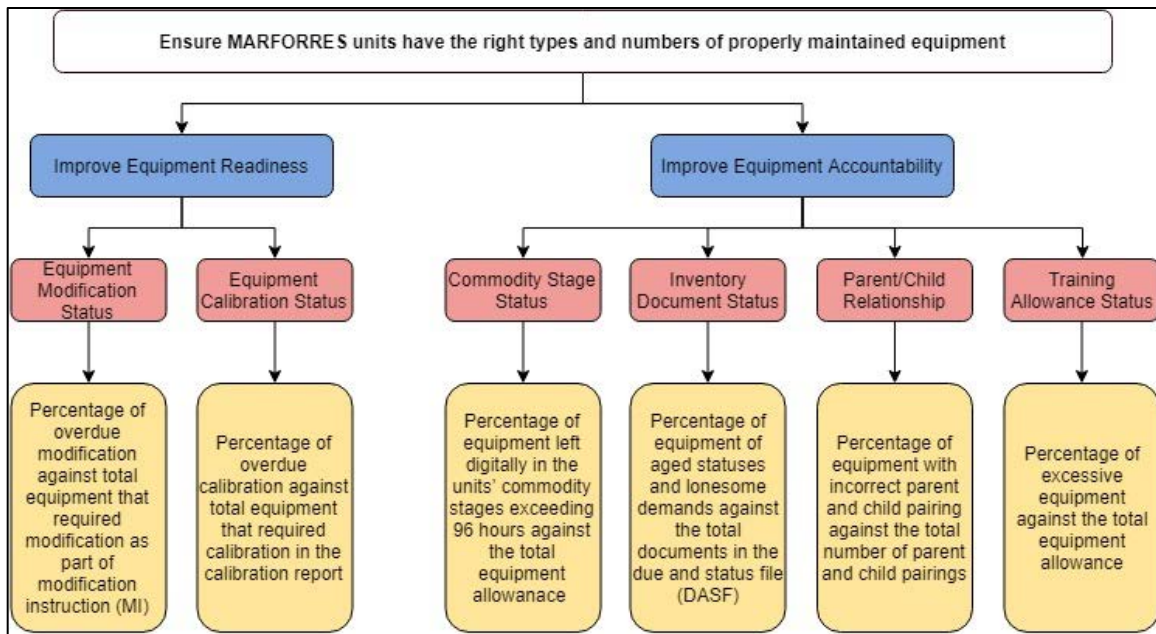 Ensure MARFORRES units have the right types and numbers of properly maintained equipment
Improve Equipment Readiness
Improve Equipment Accountability
Equipment
Modification
Status
Equipment
Calibration Status
Commodity Stage
Status
Inventory
Document Status
Parent/Child
Relationship
Training
Allowance Status
Percentage of
overdue
modification
against total
equipment that
required
modification as
part of
modification
instruction (MI)
Percentage of
overdue
calibration against
total equipment
that required
calibration in the
calibration report
Percentage of
equipment left
digitally in the
units' commodity
stages exceeding
96 hours against
the total
equipment
allowanace
Percentage of
equipment of
aged statuses
and lonesome
demands against
the total
documents in the
due and status file
(DASF)
Percentage of
equipment with
incorrect parent
and child pairing
against the total
number of parent
and child pairings
Percentage of
excessive
equipment
against the total
equipment
allowance